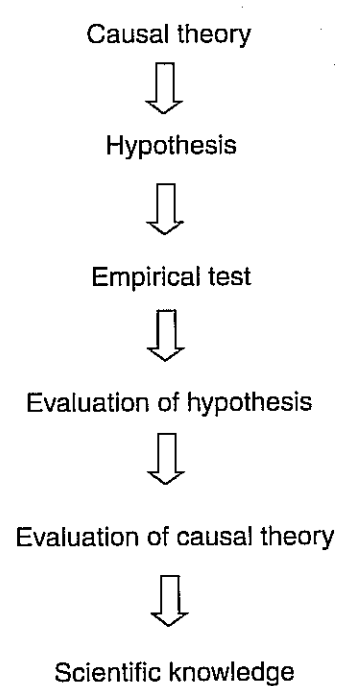 Causal theory
Hypothesis
Empirical test
Evaluation of hypothesis
Evaluation of causal theory
Scientific knowledge